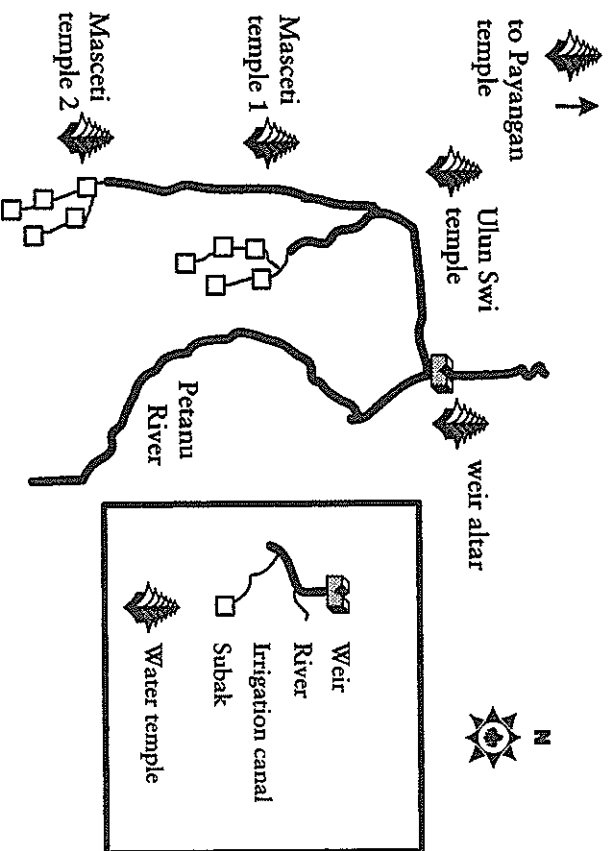 to Payangan
temple
Masceti
temple 1
Masceti
temple 2
Ulun Swi
temple
weir altar
Petanu
River
N
Weir
River
Irrigation canal
Subak
Water temple